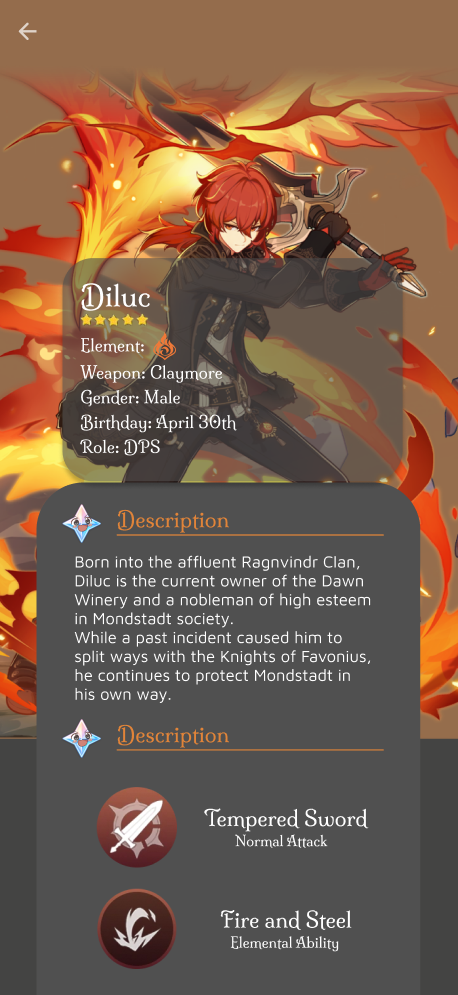 Diluc
Element:
Weapon: Claymore
Gender: Male
Birthday: April 30th
Role: DPS
Description
Born into the affluent Ragnvindr Clan,
Diluc is the current owner of the Dawn
Winery and a nobleman of high esteem
in Mondstadt society.
While a past incident caused him to
split ways with the Knights of Favonius,
he continues to protect Mondstadt in
his own way.
Description
Tempered Sword
Normal Attack
Fire and Steel
Elemental Ability